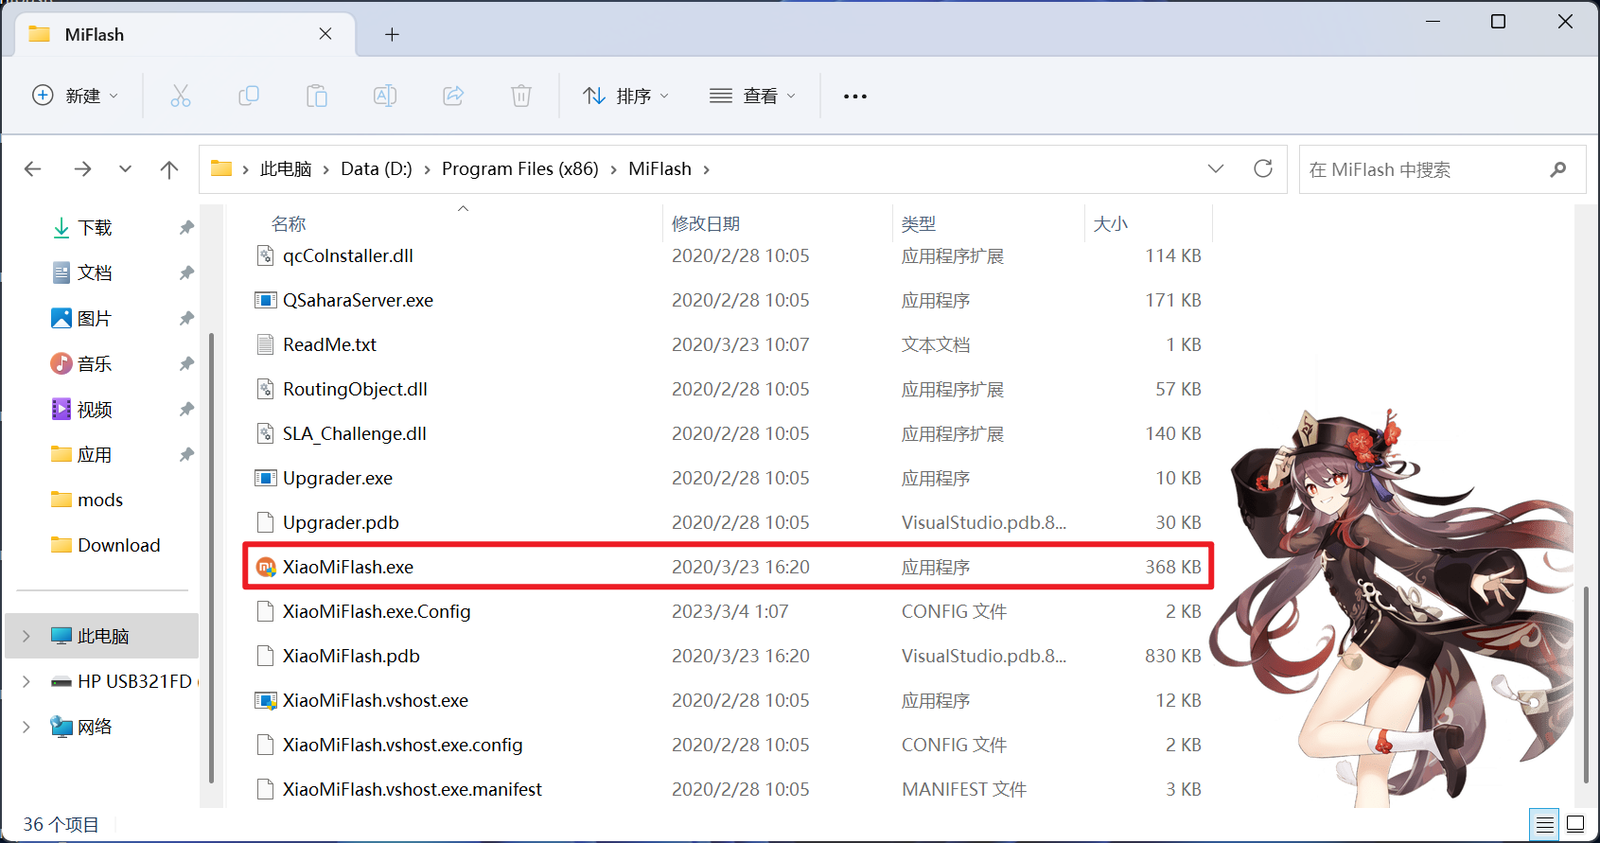 MiFlash
新建
排序
查看
此电脑 Data (D:) Program Files (x86) MiFlash
在 MiFlash 中搜索
下载
文档
图片
音乐
视频
应用
mods
Download
此电脑
HP USB321FD
网络
名称 修改日期 类型 大小
qcCoInstaller.dll 2020/2/28 10:05 应用程序扩展 114 KB
QSaharaServer.exe 2020/2/28 10:05 应用程序 171 KB
ReadMe.txt 2020/3/23 10:07 文本文档 1 KB
RoutingObject.dll 2020/2/28 10:05 应用程序扩展 57 KB
SLA_Challenge.dll 2020/2/28 10:05 应用程序扩展 140 KB
Upgrader.exe 2020/2/28 10:05 应用程序 10 KB
Upgrader.pdb 2020/2/28 10:05 VisualStudio.pdb.8... 30 KB
XiaoMiFlash.exe 2020/3/23 16:20 应用程序 368 KB
XiaoMiFlash.exe.Config 2023/3/4 1:07 CONFIG 文件 2 KB
XiaoMiFlash.pdb 2020/3/23 16:20 VisualStudio.pdb.8... 830 KB
XiaoMiFlash.vshost.exe 2020/2/28 10:05 应用程序 12 KB
XiaoMiFlash.vshost.exe.config 2020/2/28 10:05 CONFIG 文件 2 KB
XiaoMiFlash.vshost.exe.manifest 2020/2/28 10:05 MANIFEST 文件 3 KB
36 个项目